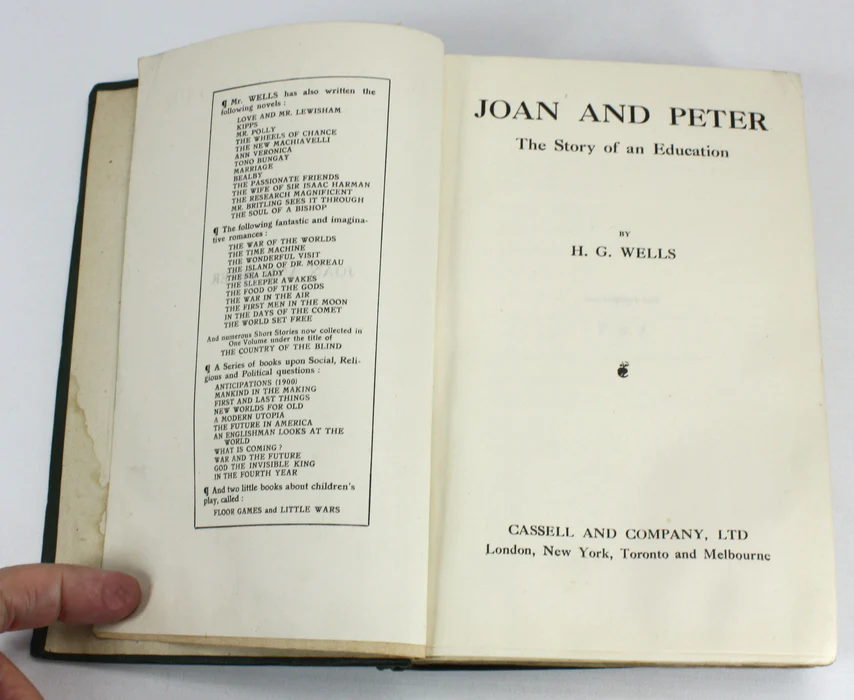 ¶ Mr. WELLS has also written the
following novels :
LOVE AND MR. LEWISHAM
KIPPS
MR. POLLY
THE WHEELS OF CHANCE
THE NEW MACHIAVELLI
ANN VERONICA
TONO BUNGAY
MARRIAGE
BEALBY
THE PASSIONATE FRIENDS
THE WIFE OF SIR ISAAC HARMAN
THE RESEARCH MAGNIFICENT
MR. BRITLING SEES IT THROUGH
THE SOUL OF A BISHOP
¶ The following fantastic and imagina-
tive romances :
THE WAR OF THE WORLDS
THE TIME MACHINE
THE WONDERFUL VISIT
THE ISLAND OF DR. MOREAU
THE SEA LADY
THE SLEEPER AWAKES
THE FOOD OF THE GODS
THE WAR IN THE AIR
THE FIRST MEN IN THE MOON
IN THE DAYS OF THE COMET
THE WORLD SET FREE
And numerous Short Stories now collected in
One Volume under the title of
THE COUNTRY OF THE BLIND
¶ A Series of books upon Social, Reli-
gious and Political questions :
ANTICIPATIONS (1900)
MANKIND IN THE MAKING
FIRST AND LAST THINGS
NEW WORLDS FOR OLD
A MODERN UTOPIA
THE FUTURE IN AMERICA
AN ENGLISHMAN LOOKS AT THE
WORLD
WHAT IS COMING ?
WAR AND THE FUTURE
GOD THE INVISIBLE KING
IN THE FOURTH YEAR
¶ And two little books about children's
play, called :
FLOOR GAMES and LITTLE WARS
JOAN AND PETER
The Story of an Education
BY
H. G. WELLS
CASSELL AND COMPANY, LTD
London, New York, Toronto and Melbourne